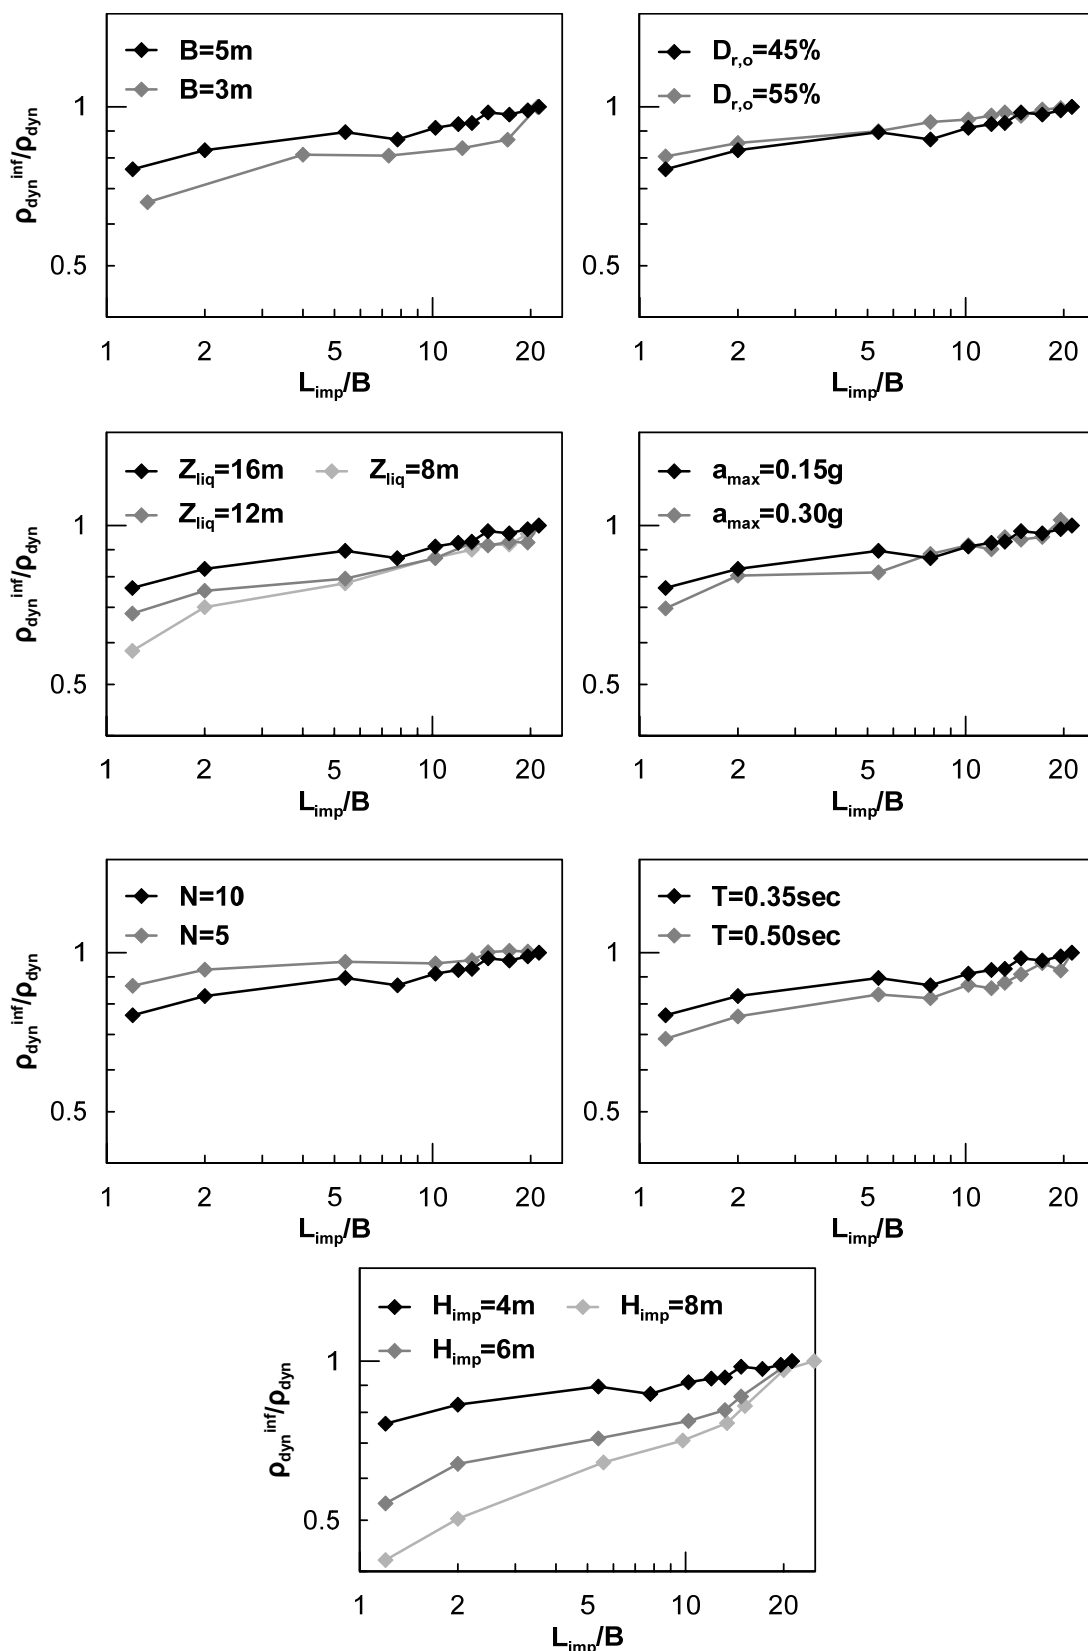 B=5m
B=3m
1
0.5
ρdyn^inf/ρdyn
1 2 5 10 20
Limp/B
Dr,o=45%
Dr,o=55%
1
0.5
1 2 5 10 20
Limp/B
Zliq=16m Zliq=8m
Zliq=12m
1
0.5
ρdyn^inf/ρdyn
1 2 5 10 20
Limp/B
amax=0.15g
amax=0.30g
1
0.5
1 2 5 10 20
Limp/B
N=10
N=5
1
0.5
ρdyn^inf/ρdyn
1 2 5 10 20
Limp/B
T=0.35sec
T=0.50sec
1
0.5
1 2 5 10 20
Limp/B
Himp=4m Himp=8m
Himp=6m
1
0.5
ρdyn^inf/ρdyn
1 2 5 10 20
Limp/B